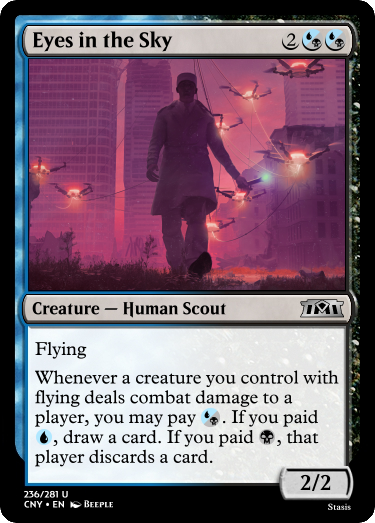 Eyes in the Sky 2
Creature — Human Scout
Flying
Whenever a creature you control with
flying deals combat damage to a
player, you may pay . If you paid
, draw a card. If you paid , that
player discards a card.
2/2
236/281 U
CNY • EN BEEPLE
Stasis